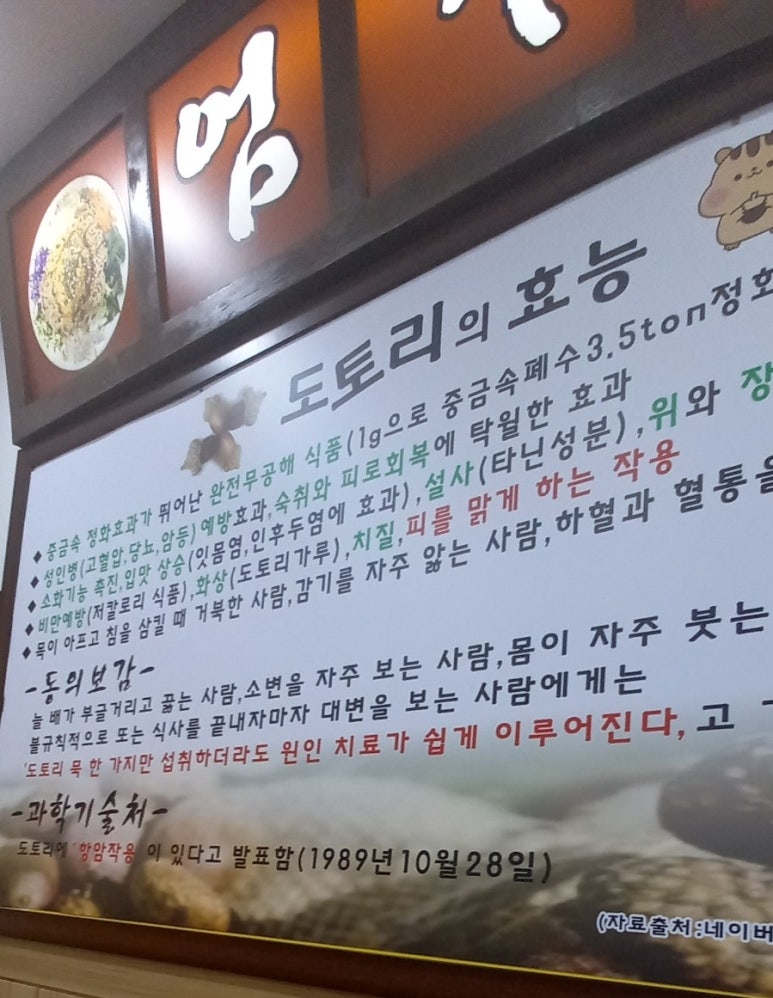 엄
도토리의 효능
◆ 중금속 정화효과가 뛰어난 완전무공해 식품(1g으로 중금속폐수3.5ton정화
◆ 성인병(고혈압,당뇨,암등) 예방효과,숙취와 피로회복에 탁월한 효과
◆ 소화기능 촉진,입맛 상승(잇몸염,인후두염에 효과),설사(타닌성분),위와 장
◆ 비만예방(저칼로리 식품),화상(도토리가루),치질,피를 맑게 하는 작용
◆ 목이 아프고 침을 삼킬 때 거북한 사람,감기를 자주 앓는 사람,하혈과 혈통을
-동의보감-
늘 배가 부글거리고 끓는 사람,소변을 자주 보는 사람,몸이 자주 붓는
불규칙적으로 또는 식사를 끝내자마자 대변을 보는 사람에게는
'도토리 묵 한 가지만 섭취하더라도 원인 치료가 쉽게 이루어진다, 고
-과학기술처-
도토리에 '항암작용' 이 있다고 발표함(1989년10월28일)
(자료출처:네이버